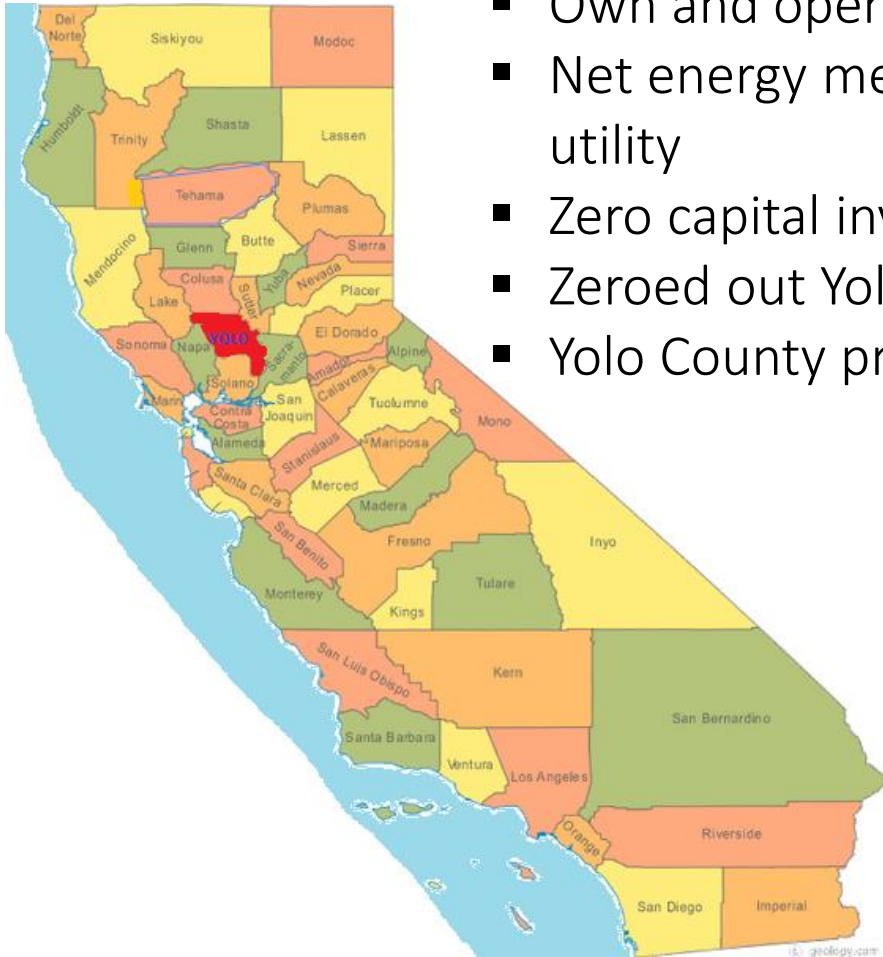 ▪ Own and oper
▪ Net energy me
utility
▪ Zero capital inv
▪ Zeroed out Yol
▪ Yolo County pr
Del
Norte
Siskiyou
Modoc
Humboldt
Trinity
Shasta
Lassen
Tehama
Plumas
Mendocino
Glenn
Butte
Sierra
Colusa
Yuba
Nevada
Lake
Sutter
Placer
YOLO
El Dorado
Sonoma
Napa
Sacra-
mento
Alpine
Amador
Solano
Calaveras
Marin
San
Joaquin
Tuolumne
Contra
Costa
Mono
Alameda
Stanislaus
Mariposa
Santa Clara
Merced
Madera
San Benito
Fresno
Inyo
Monterey
Kings
Tulare
San Luis Obispo
Kern
San Bernardino
Santa Barbara
Ventura
Los Angeles
Orange
Riverside
San Diego
Imperial
(c) geology.com